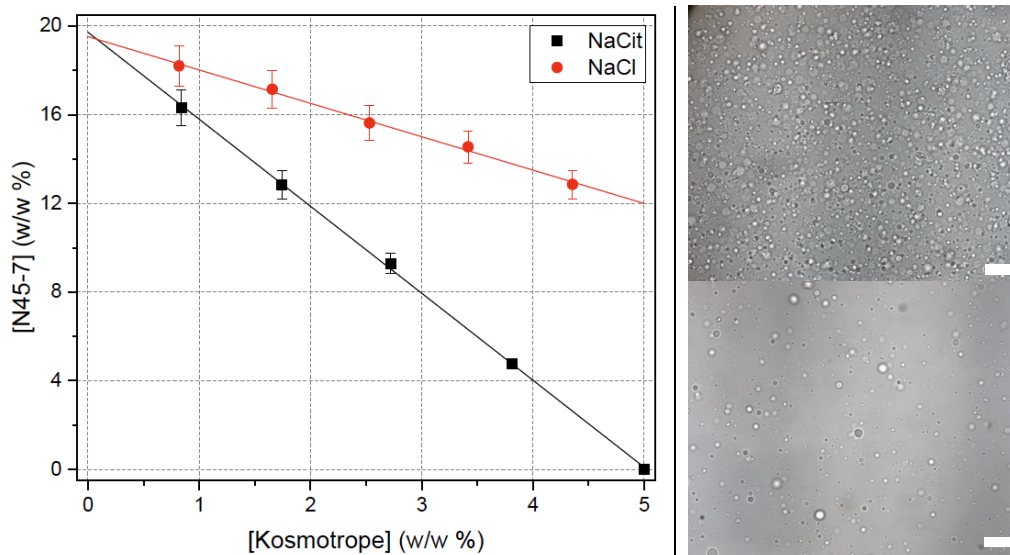 20
16
12
8
4
0
[N45-7] (w/w %)
NaCit
NaCl
0 1 2 3 4 5
[Kosmotrope] (w/w %)